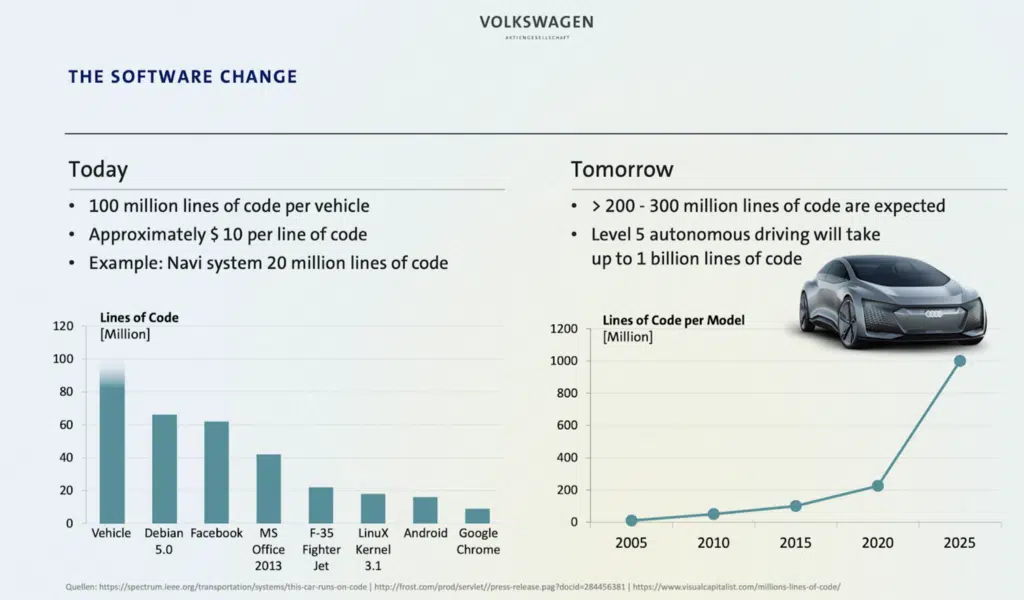 VOLKSWAGEN
AKTIENGESELLSCHAFT
THE SOFTWARE CHANGE
Today
• 100 million lines of code per vehicle
• Approximately $ 10 per line of code
• Example: Navi system 20 million lines of code
Lines of Code
[Million]
120
100
80
60
40
20
0
Vehicle
Debian
5.0
Facebook
MS
Office
2013
F-35
Fighter
Jet
LinuX
Kernel
3.1
Android
Google
Chrome
Tomorrow
• > 200 - 300 million lines of code are expected
• Level 5 autonomous driving will take
up to 1 billion lines of code
Lines of Code per Model
[Million]
1200
1000
800
600
400
200
0
2005
2010
2015
2020
2025
Quellen: https://spectrum.ieee.org/transportation/systems/this-car-runs-on-code | http://frost.com/prod/servlet//press-release.pag?docid=284456381 | https://www.visualcapitalist.com/millions-lines-of-code/